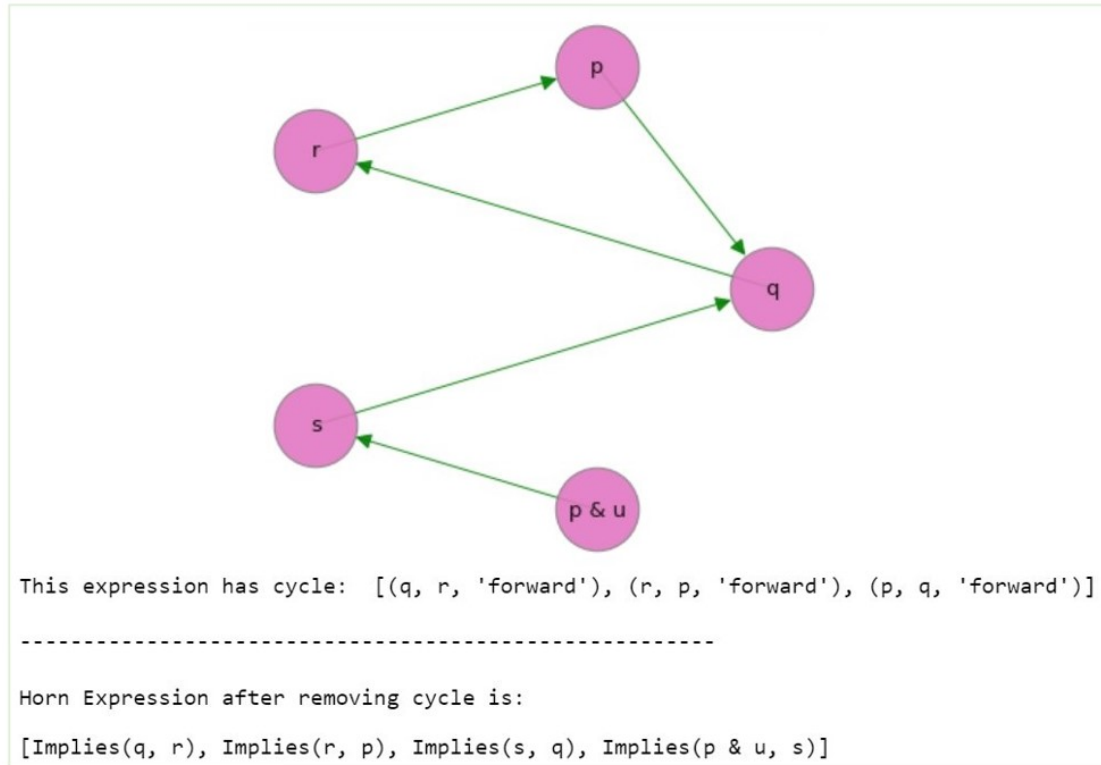 p
r
q
s
p & u
This expression has cycle:  [(q, r, 'forward'), (r, p, 'forward'), (p, q, 'forward')]
-------------------------------------------------------
Horn Expression after removing cycle is:
[Implies(q, r), Implies(r, p), Implies(s, q), Implies(p & u, s)]